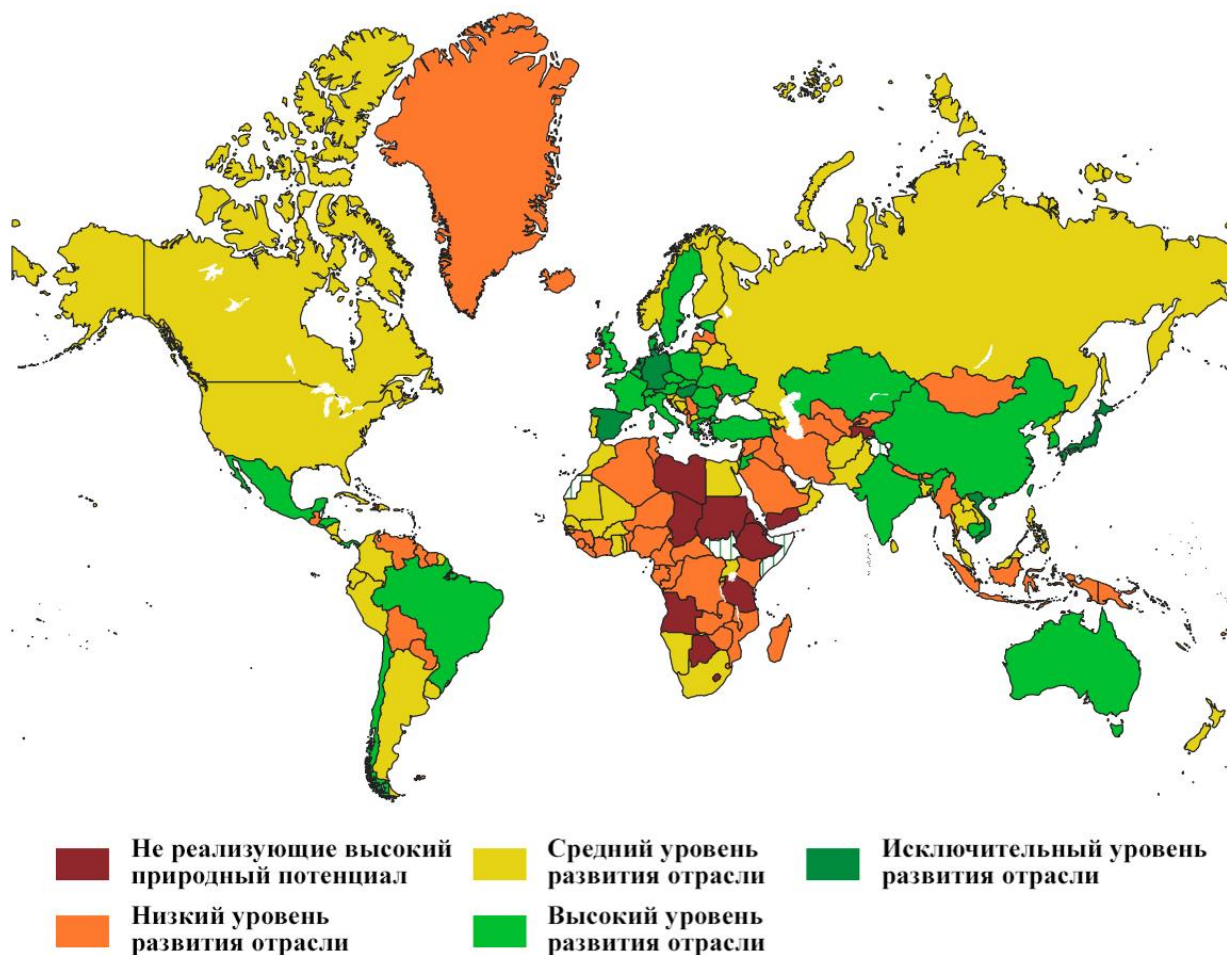 Не реализующие высокий
природный потенциал
Низкий уровень
развития отрасли
Средний уровень
развития отрасли
Высокий уровень
развития отрасли
Исключительный уровень
развития отрасли